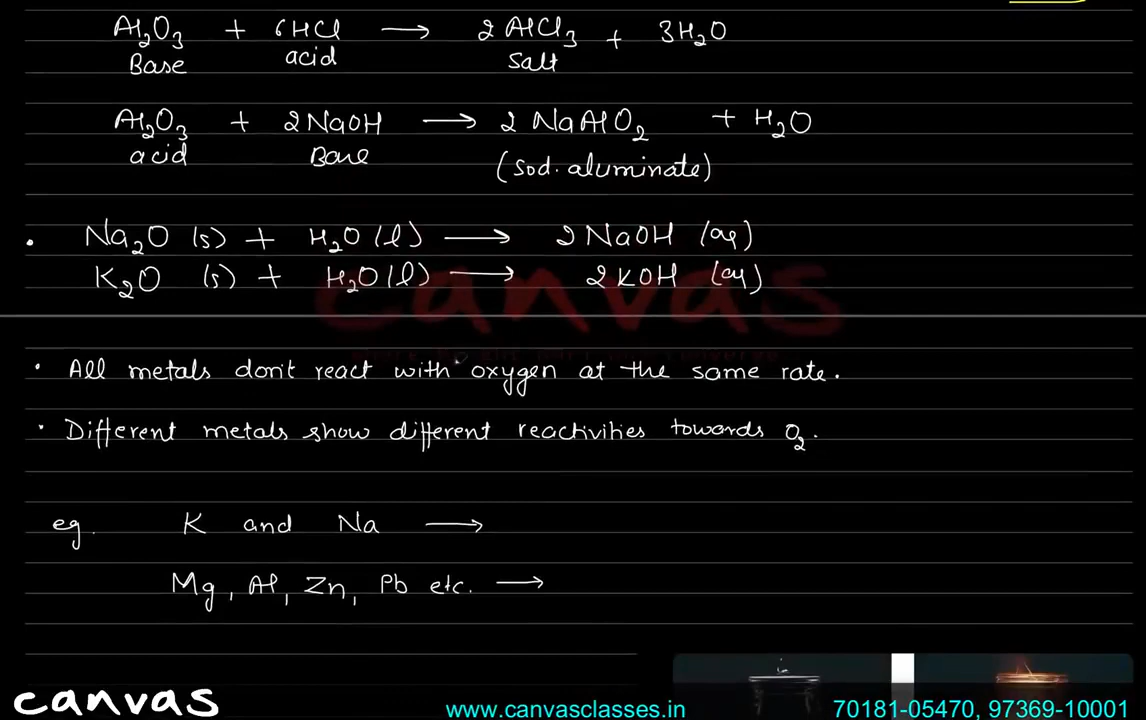 Al₂O₃ + 6HCl ⟶ 2AlCl₃ + 3H₂O
Base acid Salt
Al₂O₃ + 2NaOH ⟶ 2NaAlO₂ + H₂O
acid Base (Sod. aluminate)
• Na₂O (s) + H₂O (l) ⟶ 2NaOH (aq)
K₂O (s) + H₂O (l) ⟶ 2KOH (aq)
canvas
• All metals don't react with oxygen at the same rate.
• Different metals show different reactivities towards O₂.
eg. K and Na ⟶
Mg, Al, Zn, Pb etc. ⟶
canvas www.canvasclasses.in 70181-05470, 97369-10001